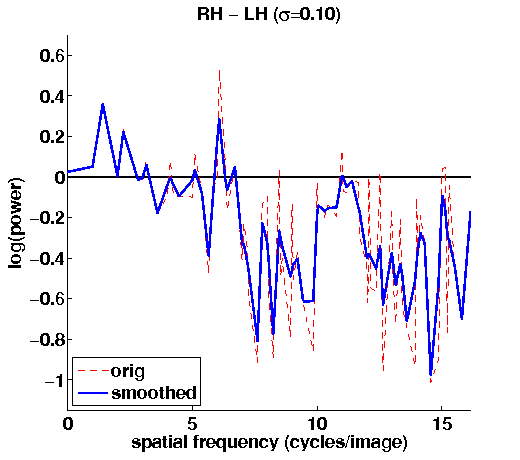 RH − LH (σ=0.10)
0.6
0.4
0.2
0
−0.2
−0.4
−0.6
−0.8
−1
log(power)
orig
smoothed
0 5 10 15
spatial frequency (cycles/image)